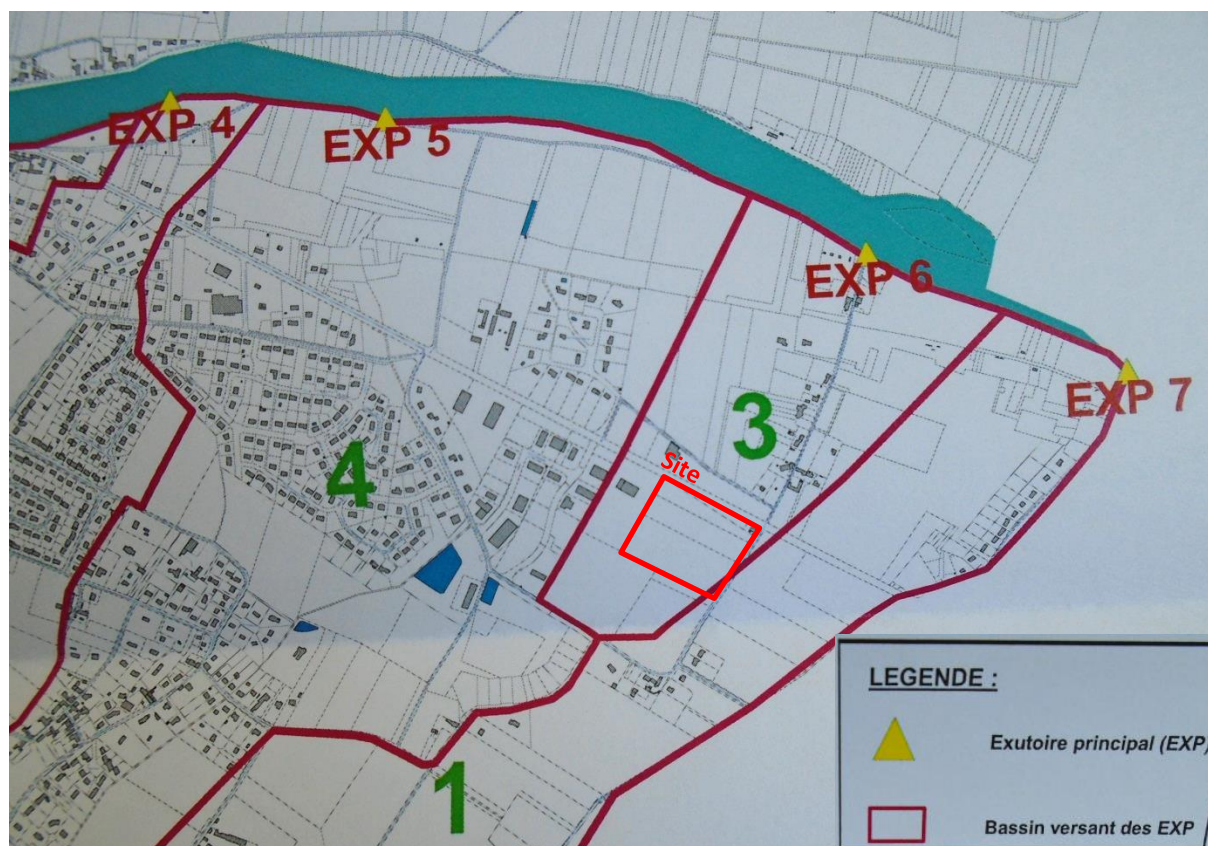 EXP 4
EXP 5
EXP 6
EXP 7
3
Site
4
1
LEGENDE :
Exutoire principal (EXP)
Bassin versant des EXP